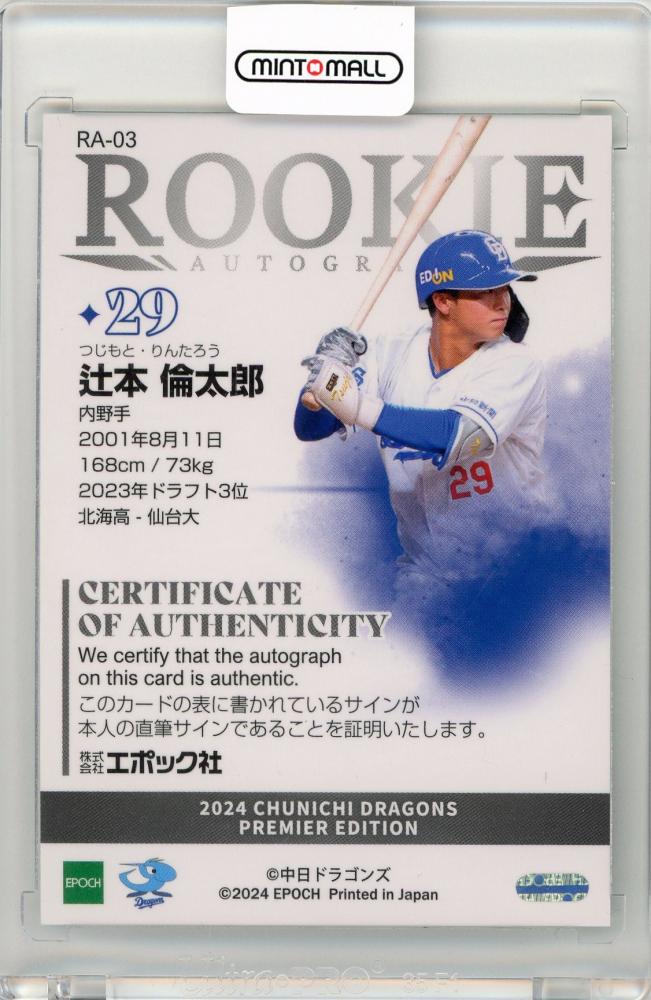 MINTMALL
RA-03
ROOKIE
AUTOGRA
29
つじもと・りんたろう
辻本 倫太郎
内野手
2001年8月11日
168cm / 73kg
2023年ドラフト3位
北海高 - 仙台大
EDION
29
CERTIFICATE
OF AUTHENTICITY
We certify that the autograph
on this card is authentic.
このカードの表に書かれているサインが
本人の直筆サインであることを証明いたします。
株式会社エポック社
2024 CHUNICHI DRAGONS
PREMIER EDITION
EPOCH
Dragons
©中日ドラゴンズ
©2024 EPOCH Printed in Japan
Ultra PRO®